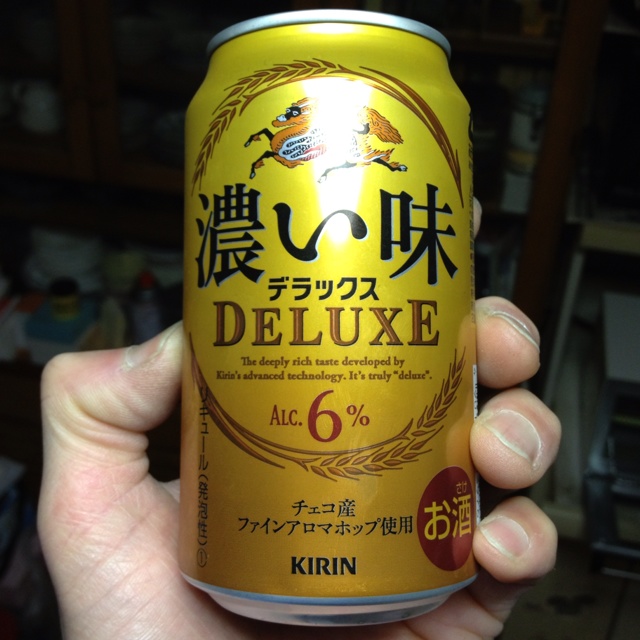 濃い味
デラックス
DELUXE
The deeply rich taste developed by
Kirin's advanced technology. It's truly "deluxe".
ALC. 6%
リキュール(発泡性)①
チェコ産
ファインアロマホップ使用
さけ
お酒
KIRIN